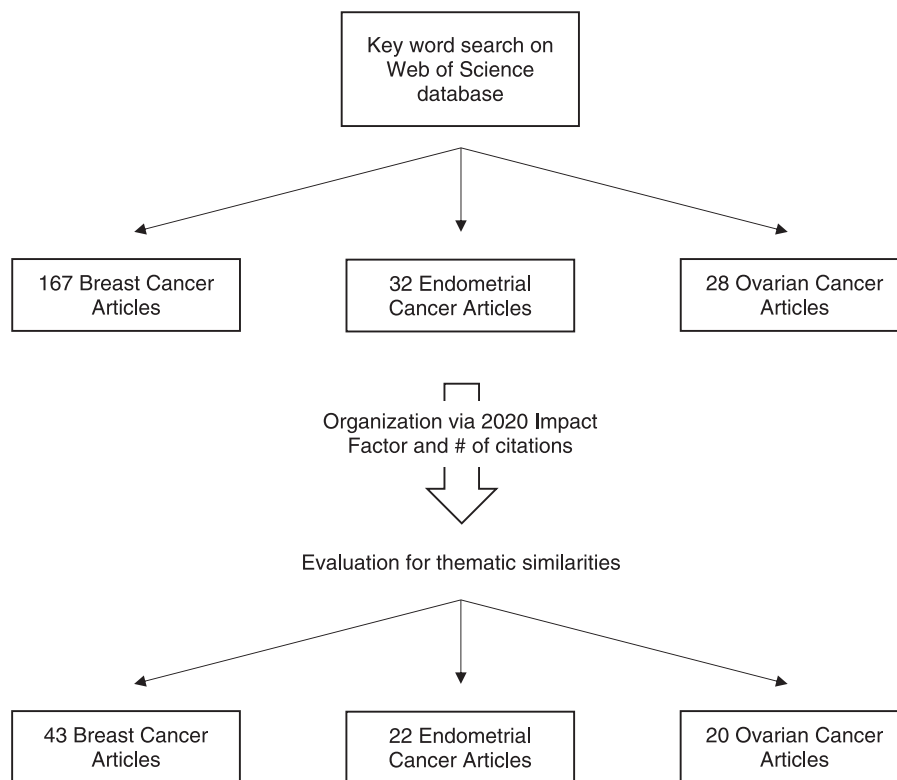 Key word search on
Web of Science
database
167 Breast Cancer
Articles
32 Endometrial
Cancer Articles
28 Ovarian Cancer
Articles
Organization via 2020 Impact
Factor and # of citations
Evaluation for thematic similarities
43 Breast Cancer
Articles
22 Endometrial
Cancer Articles
20 Ovarian Cancer
Articles